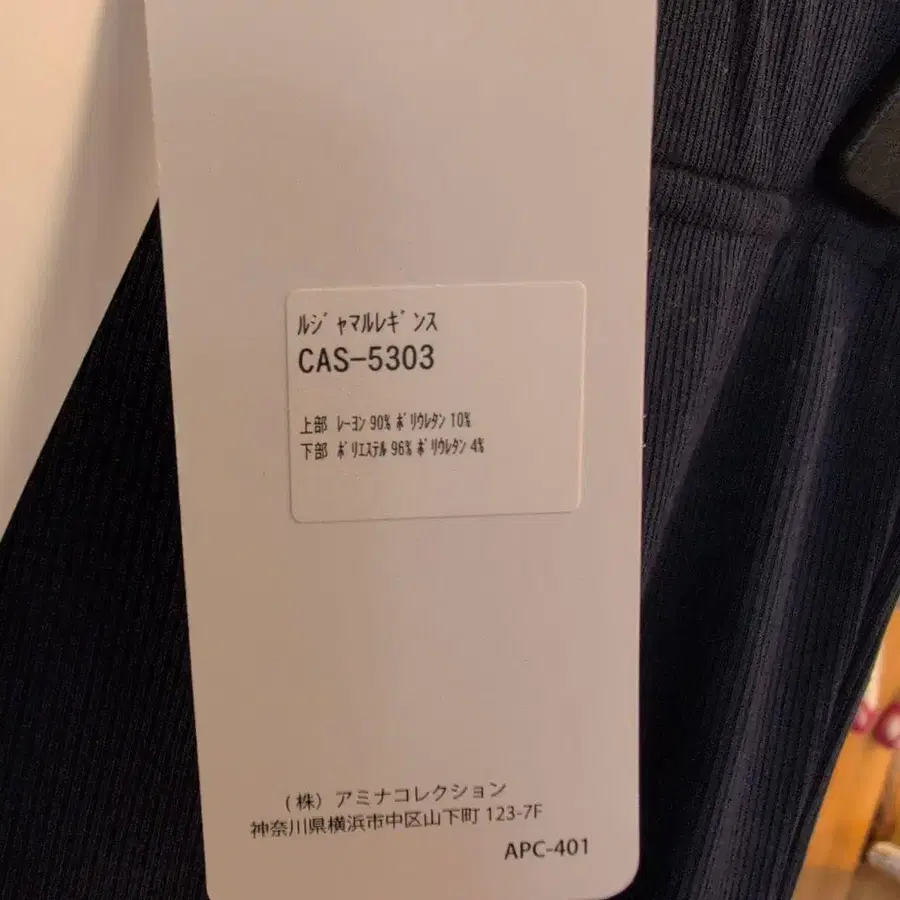 ﾙｼﾞｬﾏﾙﾚｷﾞﾝｽ
CAS-5303
上部 ﾚｰﾖﾝ 90% ﾎﾟﾘｳﾚﾀﾝ 10%
下部 ﾎﾟﾘｴｽﾃﾙ 96% ﾎﾟﾘｳﾚﾀﾝ 4%
(株) アミナコレクション
神奈川県横浜市中区山下町 123-7F
APC-401